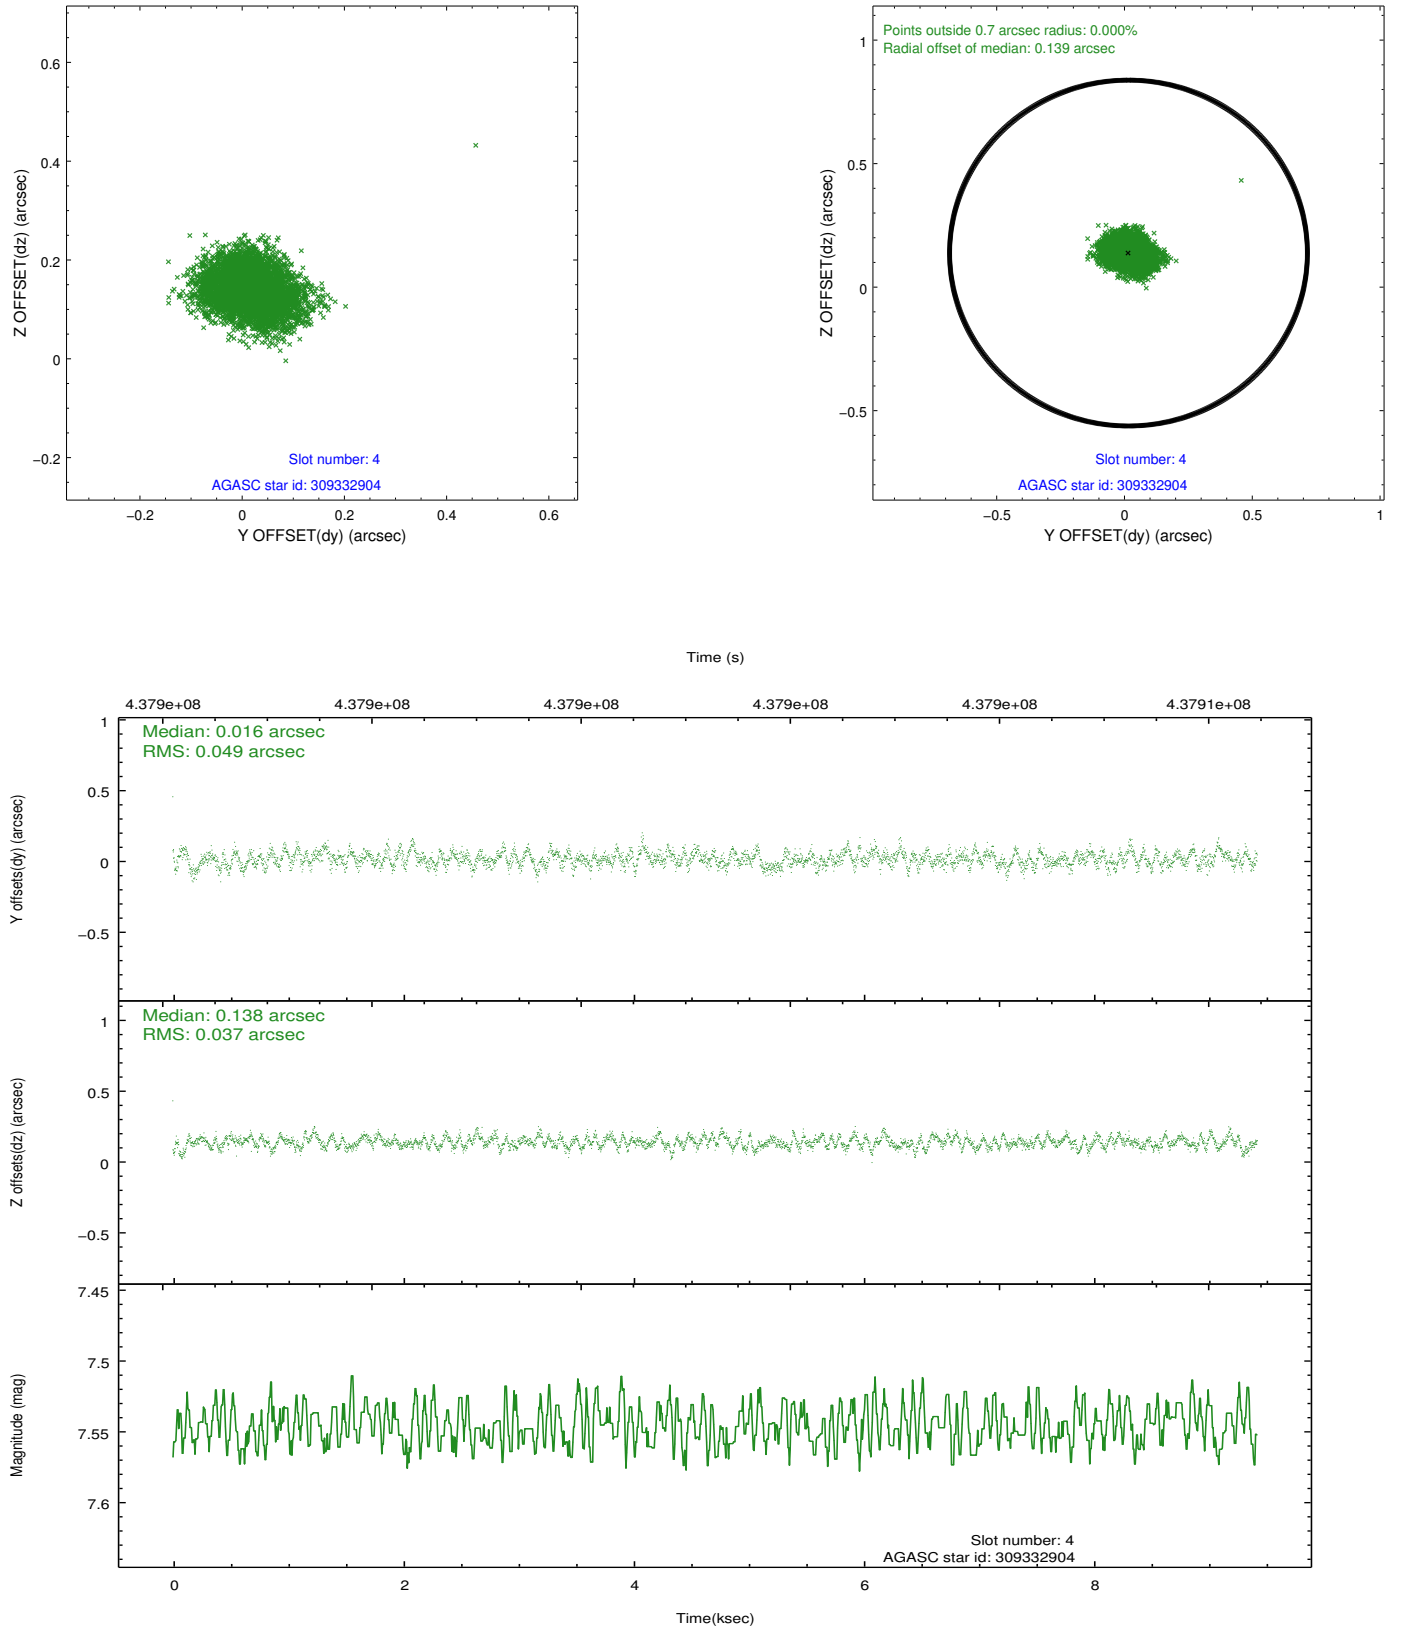 Z OFFSET(dz) (arcsec)
0.6
0.4
0.2
0
−0.2
Slot number: 4
AGASC star id: 309332904
−0.2 0 0.2 0.4 0.6
Y OFFSET(dy) (arcsec)
Points outside 0.7 arcsec radius: 0.000%
Radial offset of median: 0.139 arcsec
Z OFFSET(dz) (arcsec)
1
0.5
0
−0.5
Slot number: 4
AGASC star id: 309332904
−0.5 0 0.5 1
Y OFFSET(dy) (arcsec)
Time (s)
4.379e+08 4.379e+08 4.379e+08 4.379e+08 4.379e+08 4.3791e+08
Median: 0.016 arcsec
RMS: 0.049 arcsec
Y offsets(dy) (arcsec)
1
0.5
0
−0.5
Median: 0.138 arcsec
RMS: 0.037 arcsec
Z offsets(dz) (arcsec)
1
0.5
0
−0.5
Magnitude (mag)
7.45
7.5
7.55
7.6
Slot number: 4
AGASC star id: 309332904
0 2 4 6 8
Time(ksec)